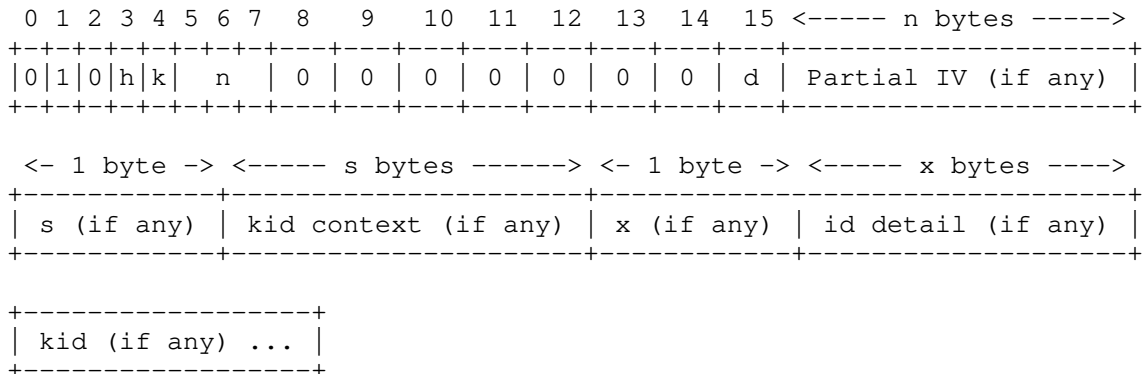 0 1 2 3 4 5 6 7   8   9   10  11  12  13  14  15 <----- n bytes ----->
+-+-+-+-+-+-+-+-+---+---+---+---+---+---+---+---+---------------------+
|0|1|0|h|k|  n  | 0 | 0 | 0 | 0 | 0 | 0 | 0 | d | Partial IV (if any) |
+-+-+-+-+-+-+-+-+---+---+---+---+---+---+---+---+---------------------+
 <- 1 byte -> <----- s bytes ------> <- 1 byte -> <----- x bytes ---->
+------------+----------------------+------------+--------------------+
| s (if any) | kid context (if any) | x (if any) | id detail (if any) |
+------------+----------------------+------------+--------------------+
+------------------+
| kid (if any) ... |
+------------------+